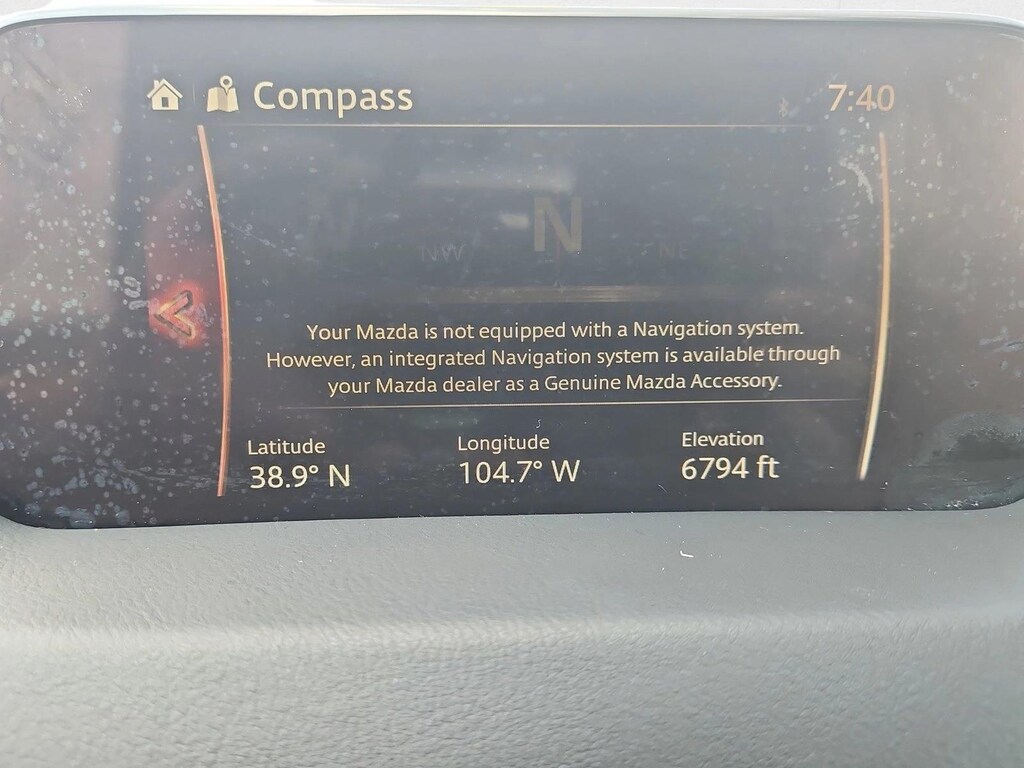 Compass
7:40
N
NW
Your Mazda is not equipped with a Navigation system.
However, an integrated Navigation system is available through
your Mazda dealer as a Genuine Mazda Accessory.
Latitude
38.9° N
Longitude
104.7° W
Elevation
6794 ft